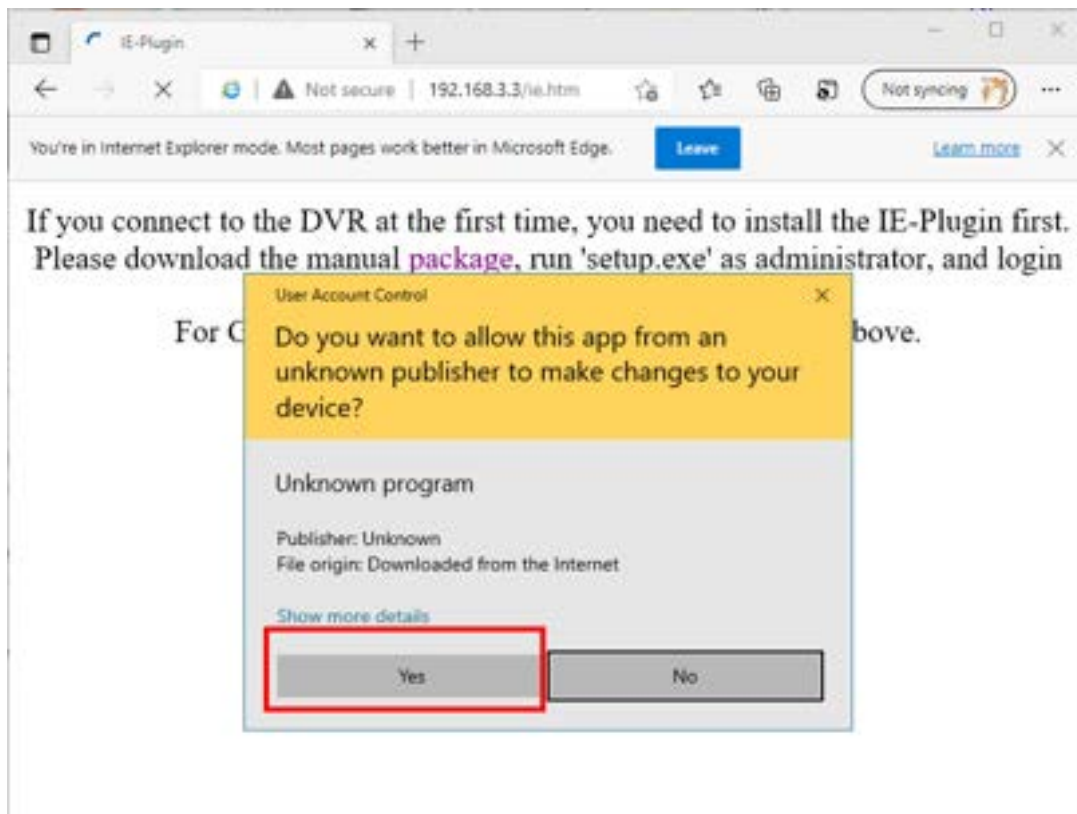 IE-Plugin
Not secure | 192.168.3.3/ie.htm
Not syncing
You're in Internet Explorer mode. Most pages work better in Microsoft Edge.
Leave
Learn more
If you connect to the DVR at the first time, you need to install the IE-Plugin first.
Please download the manual package, run 'setup.exe' as administrator, and login
For
bove.
User Account Control
Do you want to allow this app from an
unknown publisher to make changes to your
device?
Unknown program
Publisher: Unknown
File origin: Downloaded from the Internet
Show more details
Yes
No